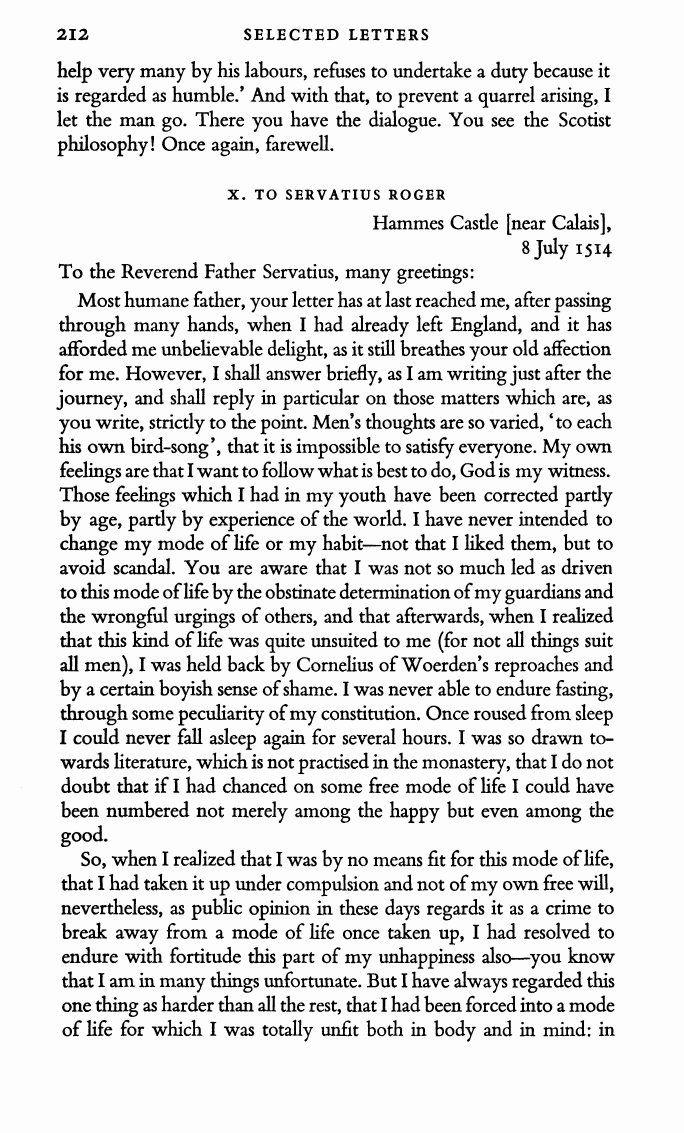 212 SELECTED LETTERS
help very many by his labours, refuses to undertake a duty because it
is regarded as humble.’ And with that, to prevent a quarrel arising, I
let the man go. There you have the dialogue. You see the Scotist
philosophy! Once again, farewell.
X. TO SERVATIUS ROGER
Hammes Castle [near Calais],
8 July 1514
To the Reverend Father Servatius, many greetings:
Most humane father, your letter has at last reached me, after passing
through many hands, when I had already left England, and it has
afforded me unbelievable delight, as it still breathes your old affection
for me. However, I shall answer briefly, as I am writing just after the
journey, and shall reply in particular on those matters which are, as
you write, strictly to the point. Men’s thoughts are so varied, ‘to each
his own bird-song’, that it is impossible to satisfy everyone. My own
feelings are that I want to follow what is best to do, God is my witness.
Those feelings which I had in my youth have been corrected partly
by age, partly by experience of the world. I have never intended to
change my mode of life or my habit—not that I liked them, but to
avoid scandal. You are aware that I was not so much led as driven
to this mode of life by the obstinate determination of my guardians and
the wrongful urgings of others, and that afterwards, when I realized
that this kind of life was quite unsuited to me (for not all things suit
all men), I was held back by Cornelius of Woerden’s reproaches and
by a certain boyish sense of shame. I was never able to endure fasting,
through some peculiarity of my constitution. Once roused from sleep
I could never fall asleep again for several hours. I was so drawn to-
wards literature, which is not practised in the monastery, that I do not
doubt that if I had chanced on some free mode of life I could have
been numbered not merely among the happy but even among the
good.
So, when I realized that I was by no means fit for this mode of life,
that I had taken it up under compulsion and not of my own free will,
nevertheless, as public opinion in these days regards it as a crime to
break away from a mode of life once taken up, I had resolved to
endure with fortitude this part of my unhappiness also—you know
that I am in many things unfortunate. But I have always regarded this
one thing as harder than all the rest, that I had been forced into a mode
of life for which I was totally unfit both in body and in mind: in